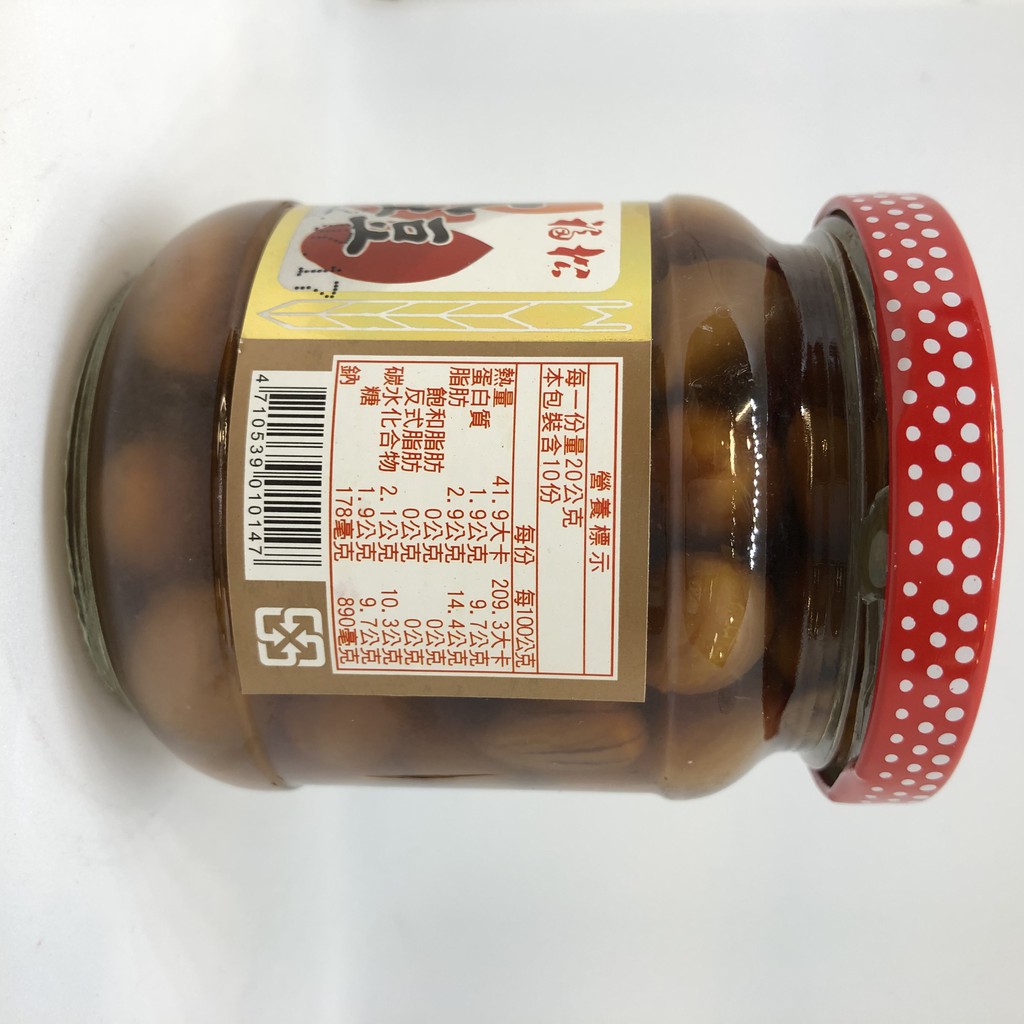 福松
豆
營養標示
每一份量20公克
本包裝含10份
每份 每100公克
熱量 41.9大卡 209.3大卡
蛋白質 1.9公克 9.7公克
脂肪 2.9公克 14.4公克
飽和脂肪 0公克 0公克
反式脂肪 0公克 0公克
碳水化合物 2.1公克 10.3公克
糖 1.9公克 9.7公克
鈉 178毫克 890毫克
4710539010147